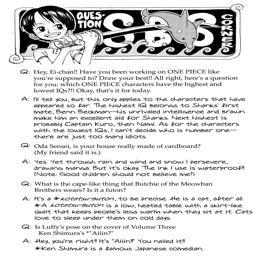 QUESTION
SBS
CORNER
Q: Hey, Ei-chan!! Have you been working on ONE PIECE like
you're supposed to? Draw your best!! All right, here's a question
for you: which ONE PIECE characters have the highest and
lowest IQs?!! Okay, that's it for today.
A: I'll tell you, but this only applies to the characters that have
appeared so far. The highest IQ belongs to Shanks' first
mate, Benn Beckman--his unrivaled intelligence and brawn
make him an excellent aid for Shanks. Next highest is
probably Captain Kuro, then Nami. As for the characters
with the lowest IQs, I can't decide who is number one--
there are just too many idiots.
Q: Oda Sensei, is your house really made of cardboard?
(My friend said it is.)
A: Yes. Yet through rain and wind and snow I persevere,
drawing manga. But it's okay. The ink I use is waterproof!!
(Note: Good children should not believe me!)
Q: What is the cape-like thing that Butchie of the Meowban
Brothers wears? Is it a futon?
A: It's a *kotatsu-buton, to be precise. He is a cat, after all.
*A kotatsu-buton is a low, heated table with a skirt-like
quilt that keeps people's legs warm when they sit at it. Cats
love to sleep under them on cold days.
Q: Is Luffy's pose on the cover of Volume Three
Ken Shimura's *"Aiiin?"
A: Hey, you're right!! It's "Aiiin?" You nailed it!!
*Ken Shimura is a famous Japanese comedian.